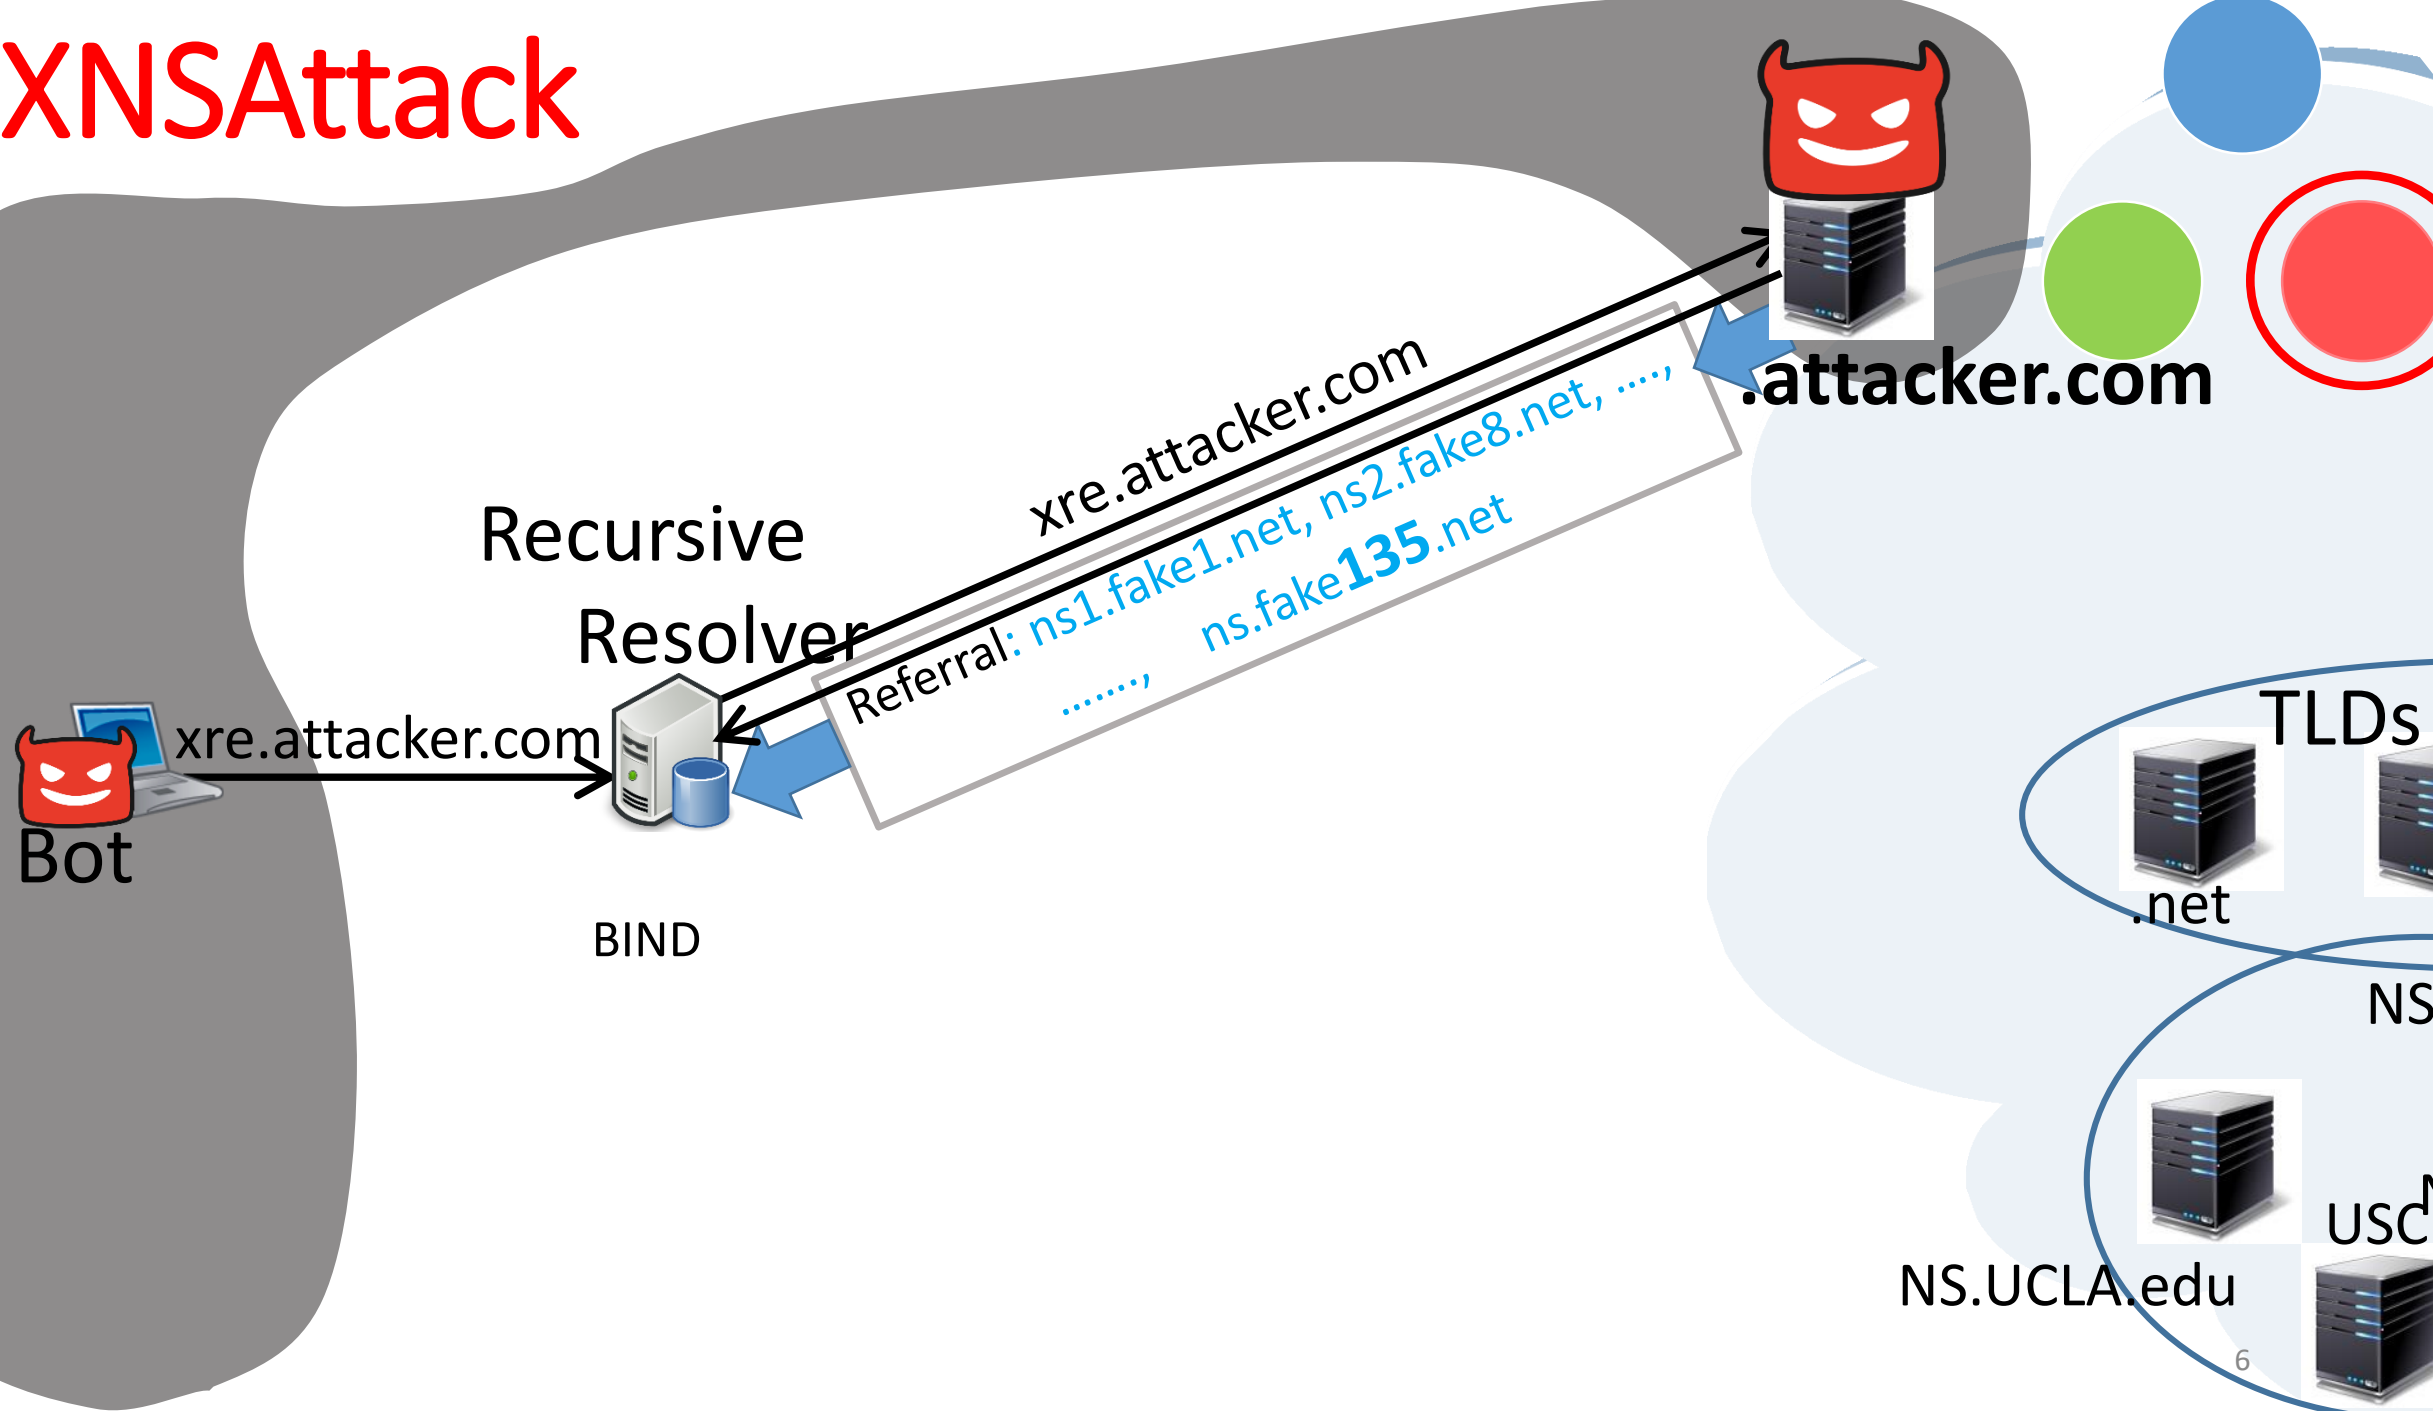 XNSAttack
.attacker.com
xre.attacker.com
Referral: ns1.fake1.net, ns2.fake8.net, ....,
......., ns.fake135.net
Recursive
Resolver
xre.attacker.com
Bot
BIND
TLDs
.net
NS
USC
NS.UCLA.edu
6